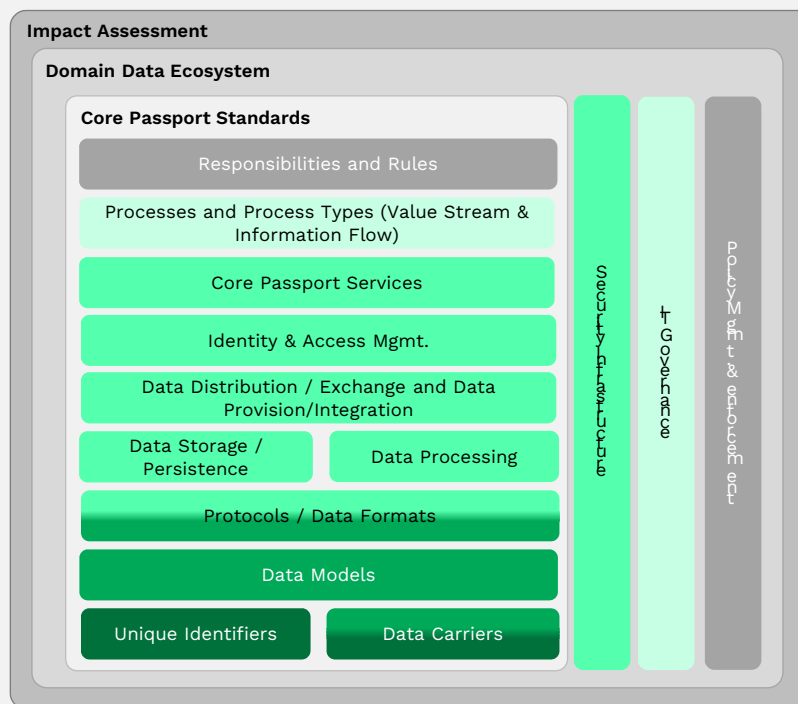 Impact Assessment
Domain Data Ecosystem
Core Passport Standards
Responsibilities and Rules
Processes and Process Types (Value Stream &
Information Flow)
Core Passport Services
Identity & Access Mgmt.
Data Distribution / Exchange and Data
Provision/Integration
Data Storage /
Persistence
Data Processing
Protocols / Data Formats
Data Models
Unique Identifiers
Data Carriers
Security Infrastructure
IT Governance
Policy Mgmt & enforcement